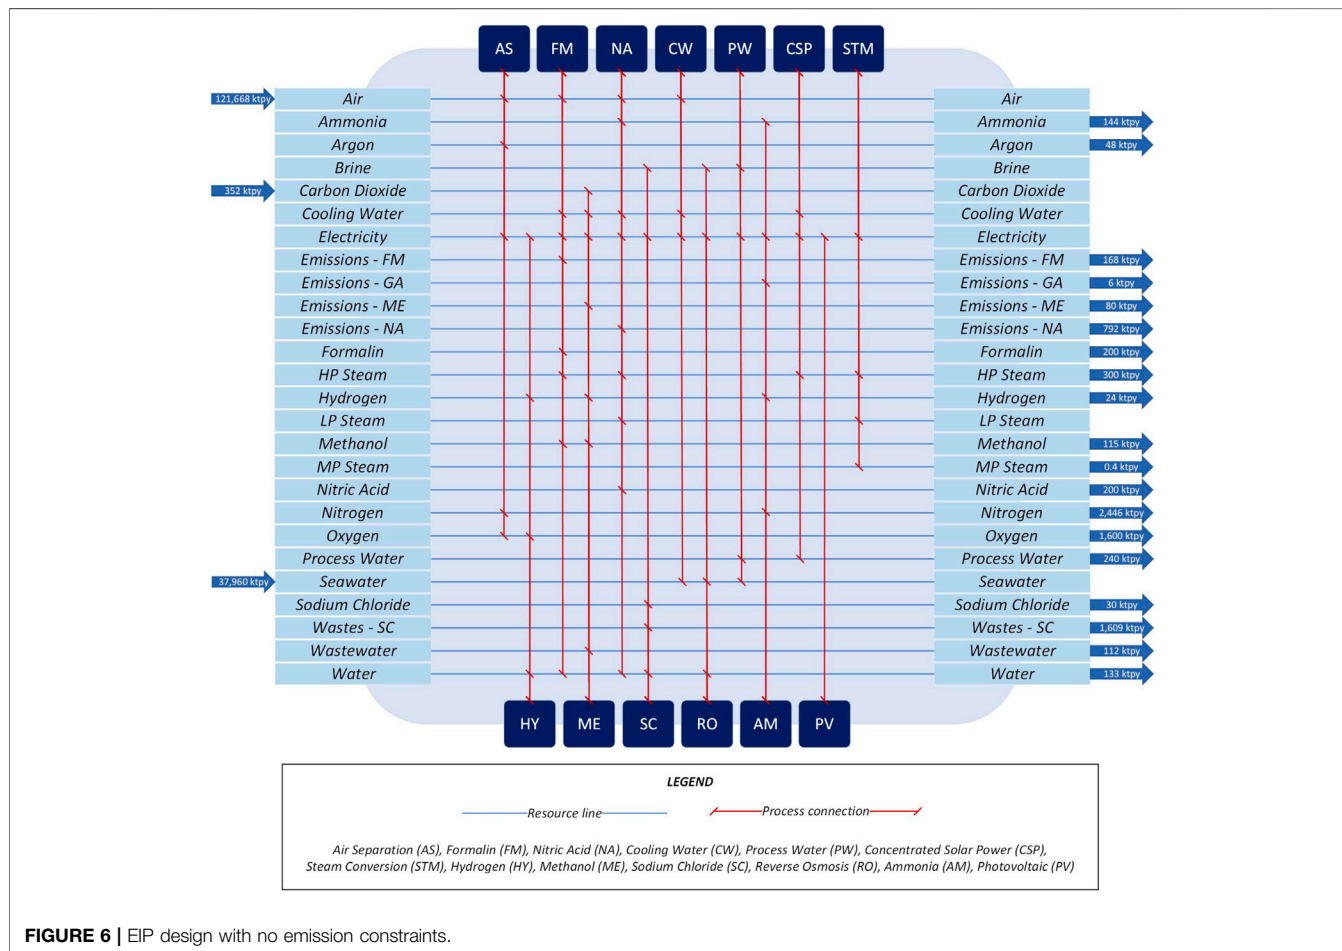 AS FM NA CW PW CSP STM
121,668 ktpy Air Air
Ammonia Ammonia 144 ktpy
Argon Argon 48 ktpy
Brine Brine
352 ktpy Carbon Dioxide Carbon Dioxide
Cooling Water Cooling Water
Electricity Electricity
Emissions - FM Emissions - FM 168 ktpy
Emissions - GA Emissions - GA 6 ktpy
Emissions - ME Emissions - ME 80 ktpy
Emissions - NA Emissions - NA 792 ktpy
Formalin Formalin 200 ktpy
HP Steam HP Steam 300 ktpy
Hydrogen Hydrogen 24 ktpy
LP Steam LP Steam
Methanol Methanol 115 ktpy
MP Steam MP Steam 0.4 ktpy
Nitric Acid Nitric Acid 200 ktpy
Nitrogen Nitrogen 2,446 ktpy
Oxygen Oxygen 1,600 ktpy
Process Water Process Water 240 ktpy
37,960 ktpy Seawater Seawater
Sodium Chloride Sodium Chloride 30 ktpy
Wastes - SC Wastes - SC 1,609 ktpy
Wastewater Wastewater 112 ktpy
Water Water 133 ktpy
HY ME SC RO AM PV
LEGEND
Resource line Process connection
Air Separation (AS), Formalin (FM), Nitric Acid (NA), Cooling Water (CW), Process Water (PW), Concentrated Solar Power (CSP),
Steam Conversion (STM), Hydrogen (HY), Methanol (ME), Sodium Chloride (SC), Reverse Osmosis (RO), Ammonia (AM), Photovoltaic (PV)
FIGURE 6 | EIP design with no emission constraints.